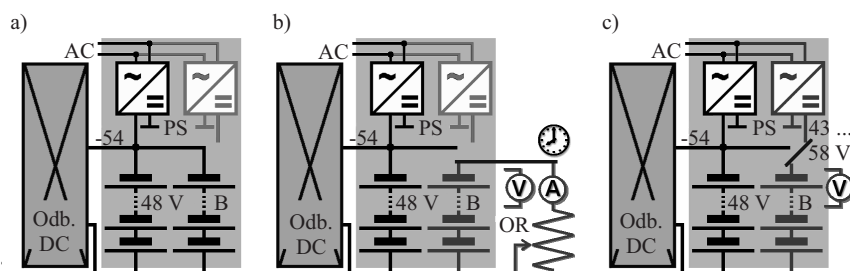 a)
AC
PS
-54
48 V
B
Odb.
DC
b)
AC
PS
-54
48 V
B
V
A
OR
Odb.
DC
c)
AC
PS
43 ...
58 V
-54
48 V
B
V
Odb.
DC